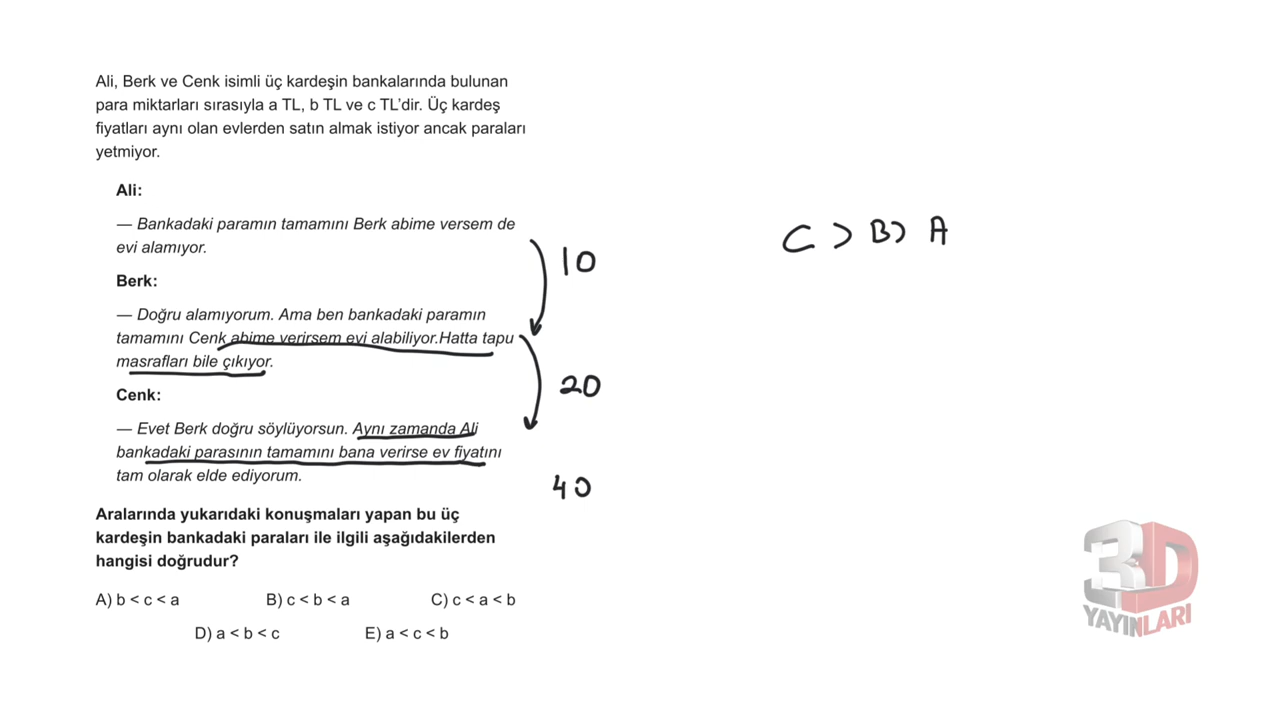 Ali, Berk ve Cenk isimli üç kardeşin bankalarında bulunan
para miktarları sırasıyla a TL, b TL ve c TL'dir. Üç kardeş
fiyatları aynı olan evlerden satın almak istiyor ancak paraları
yetmiyor.
Ali:
— Bankadaki paramın tamamını Berk abime versem de
evi alamıyor.
Berk:
— Doğru alamıyorum. Ama ben bankadaki paramın
tamamını Cenk abime verirsem evi alabiliyor.Hatta tapu
masrafları bile çıkıyor.
Cenk:
— Evet Berk doğru söylüyorsun. Aynı zamanda Ali
bankadaki parasının tamamını bana verirse ev fiyatını
tam olarak elde ediyorum.
Aralarında yukarıdaki konuşmaları yapan bu üç
kardeşin bankadaki paraları ile ilgili aşağıdakilerden
hangisi doğrudur?
A) b < c < a B) c < b < a C) c < a < b
D) a < b < c E) a < c < b
10
20
40
C > B > A
3D
YAYINLARI